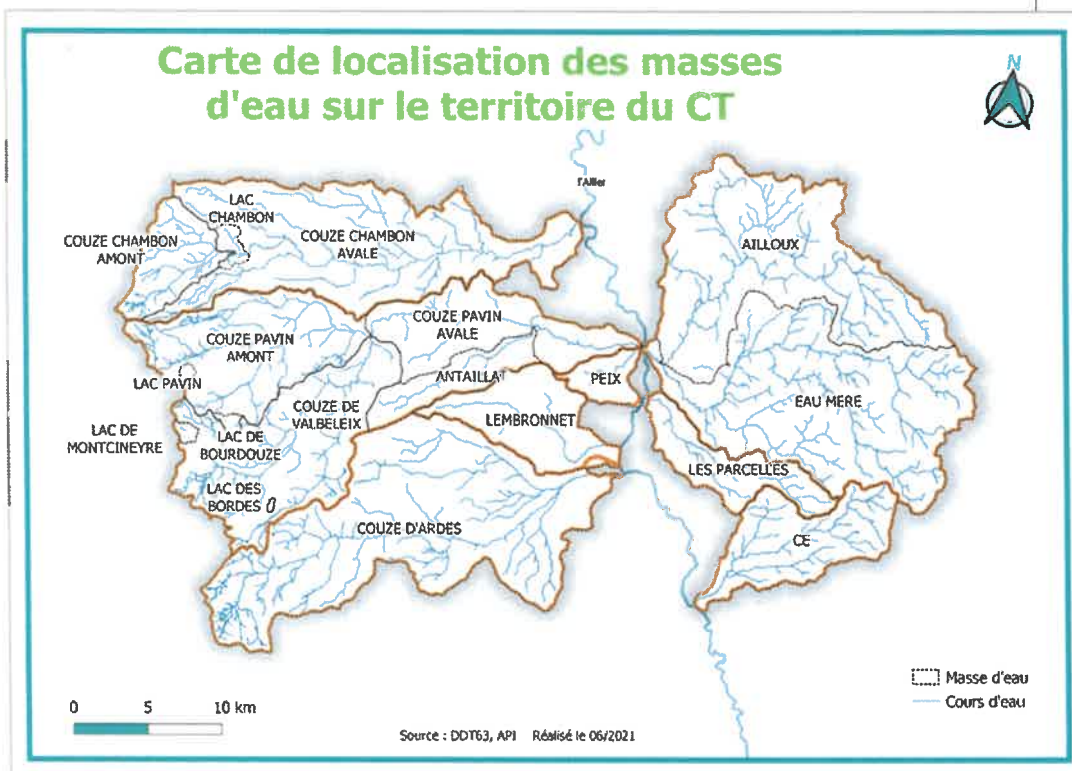 Carte de localisation des masses
d'eau sur le territoire du CT
N
l'Allier
LAC
CHAMBON
COUZE CHAMBON
AMONT
COUZE CHAMBON
AVALE
AILLOUX
COUZE PAVIN
AVALE
COUZE PAVIN
AMONT
LAC PAVIN
ANTAILLAT
PEIX
COUZE DE
VALBELEIX
EAU MERE
LEMBRONNET
LAC DE
MONTCINEYRE
LAC DE
BOURDOUZE
LES PARCELLES
LAC DES
BORDES
COUZE D'ARDES
CE
Masse d'eau
Cours d'eau
0 5 10 km
Source : DDT63, API Réalisé le 06/2021